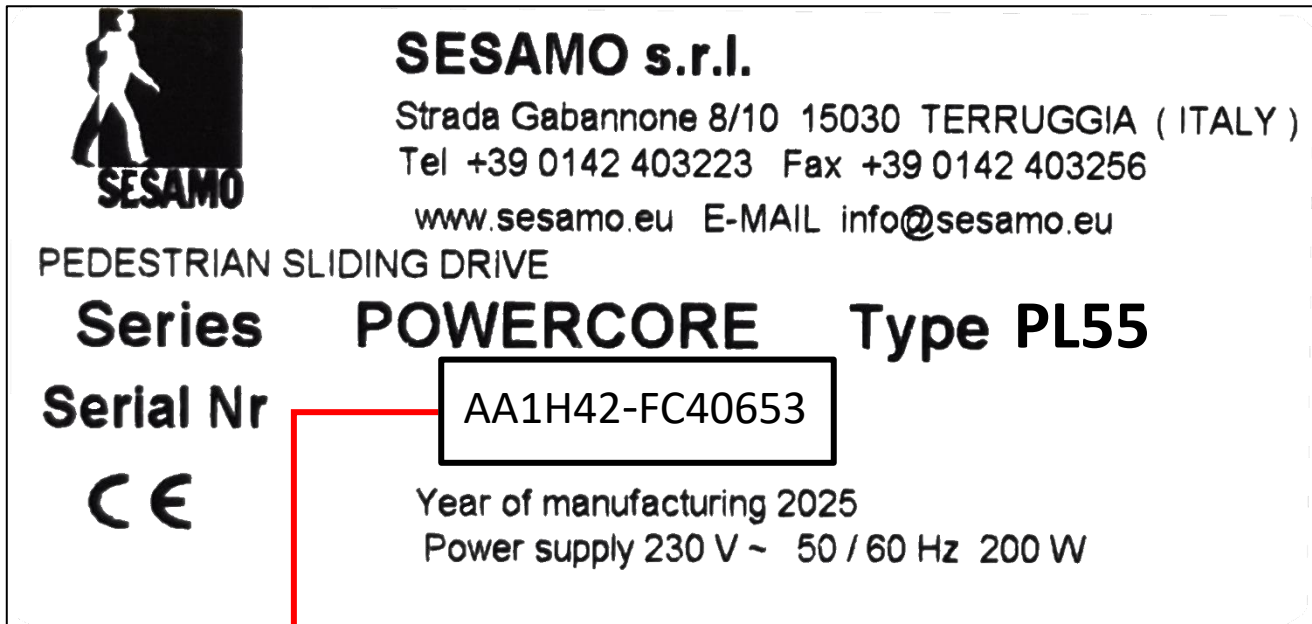 SESAMO
SESAMO s.r.l.
Strada Gabannone 8/10 15030 TERRUGGIA ( ITALY )
Tel +39 0142 403223 Fax +39 0142 403256
www.sesamo.eu E-MAIL info@sesamo.eu
PEDESTRIAN SLIDING DRIVE
Series POWERCORE Type PL55
Serial Nr AA1H42-FC40653
CE
Year of manufacturing 2025
Power supply 230 V ~ 50 / 60 Hz 200 W